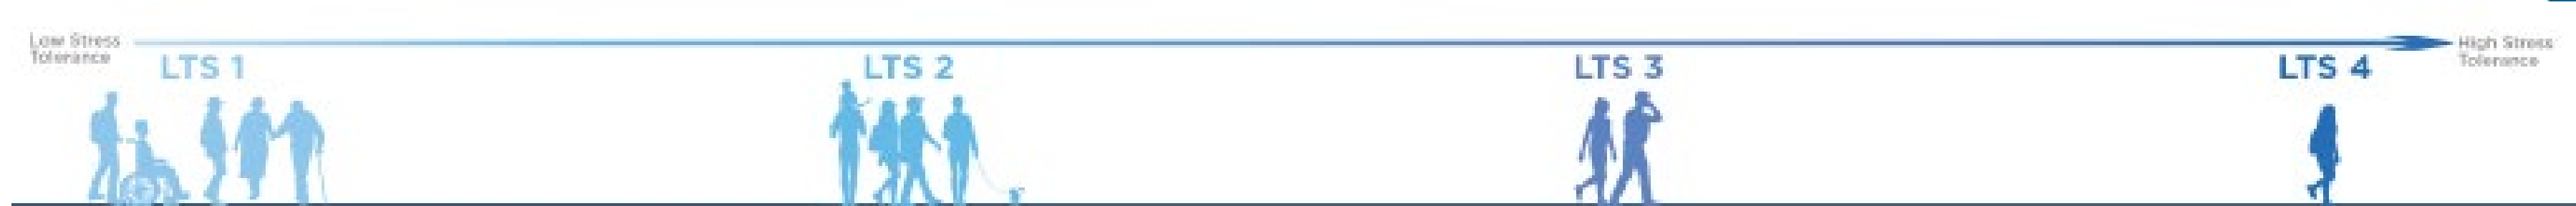 Low Stress
Tolerance
LTS 1
LTS 2
LTS 3
LTS 4
High Stress
Tolerance